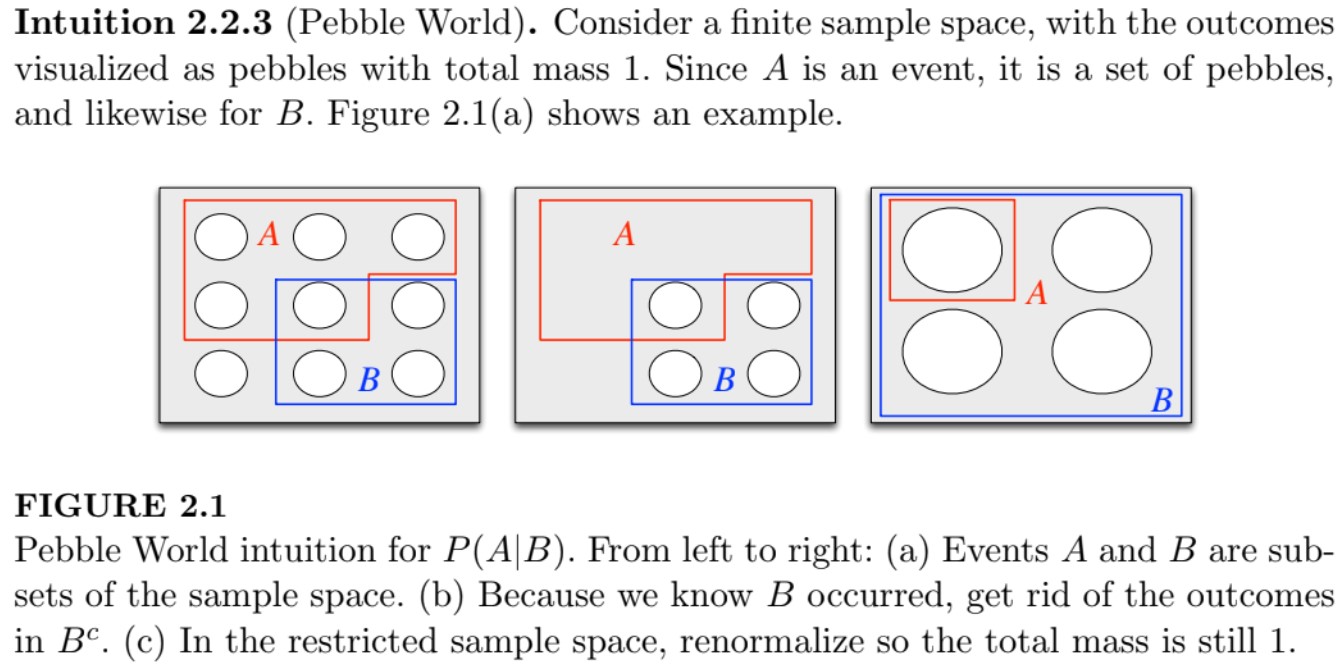 Intuition 2.2.3 (Pebble World). Consider a finite sample space, with the outcomes
visualized as pebbles with total mass 1. Since A is an event, it is a set of pebbles,
and likewise for B. Figure 2.1(a) shows an example.
A
B
A
B
A
B
FIGURE 2.1
Pebble World intuition for P(A|B). From left to right: (a) Events A and B are sub-
sets of the sample space. (b) Because we know B occurred, get rid of the outcomes
in Bᶜ. (c) In the restricted sample space, renormalize so the total mass is still 1.